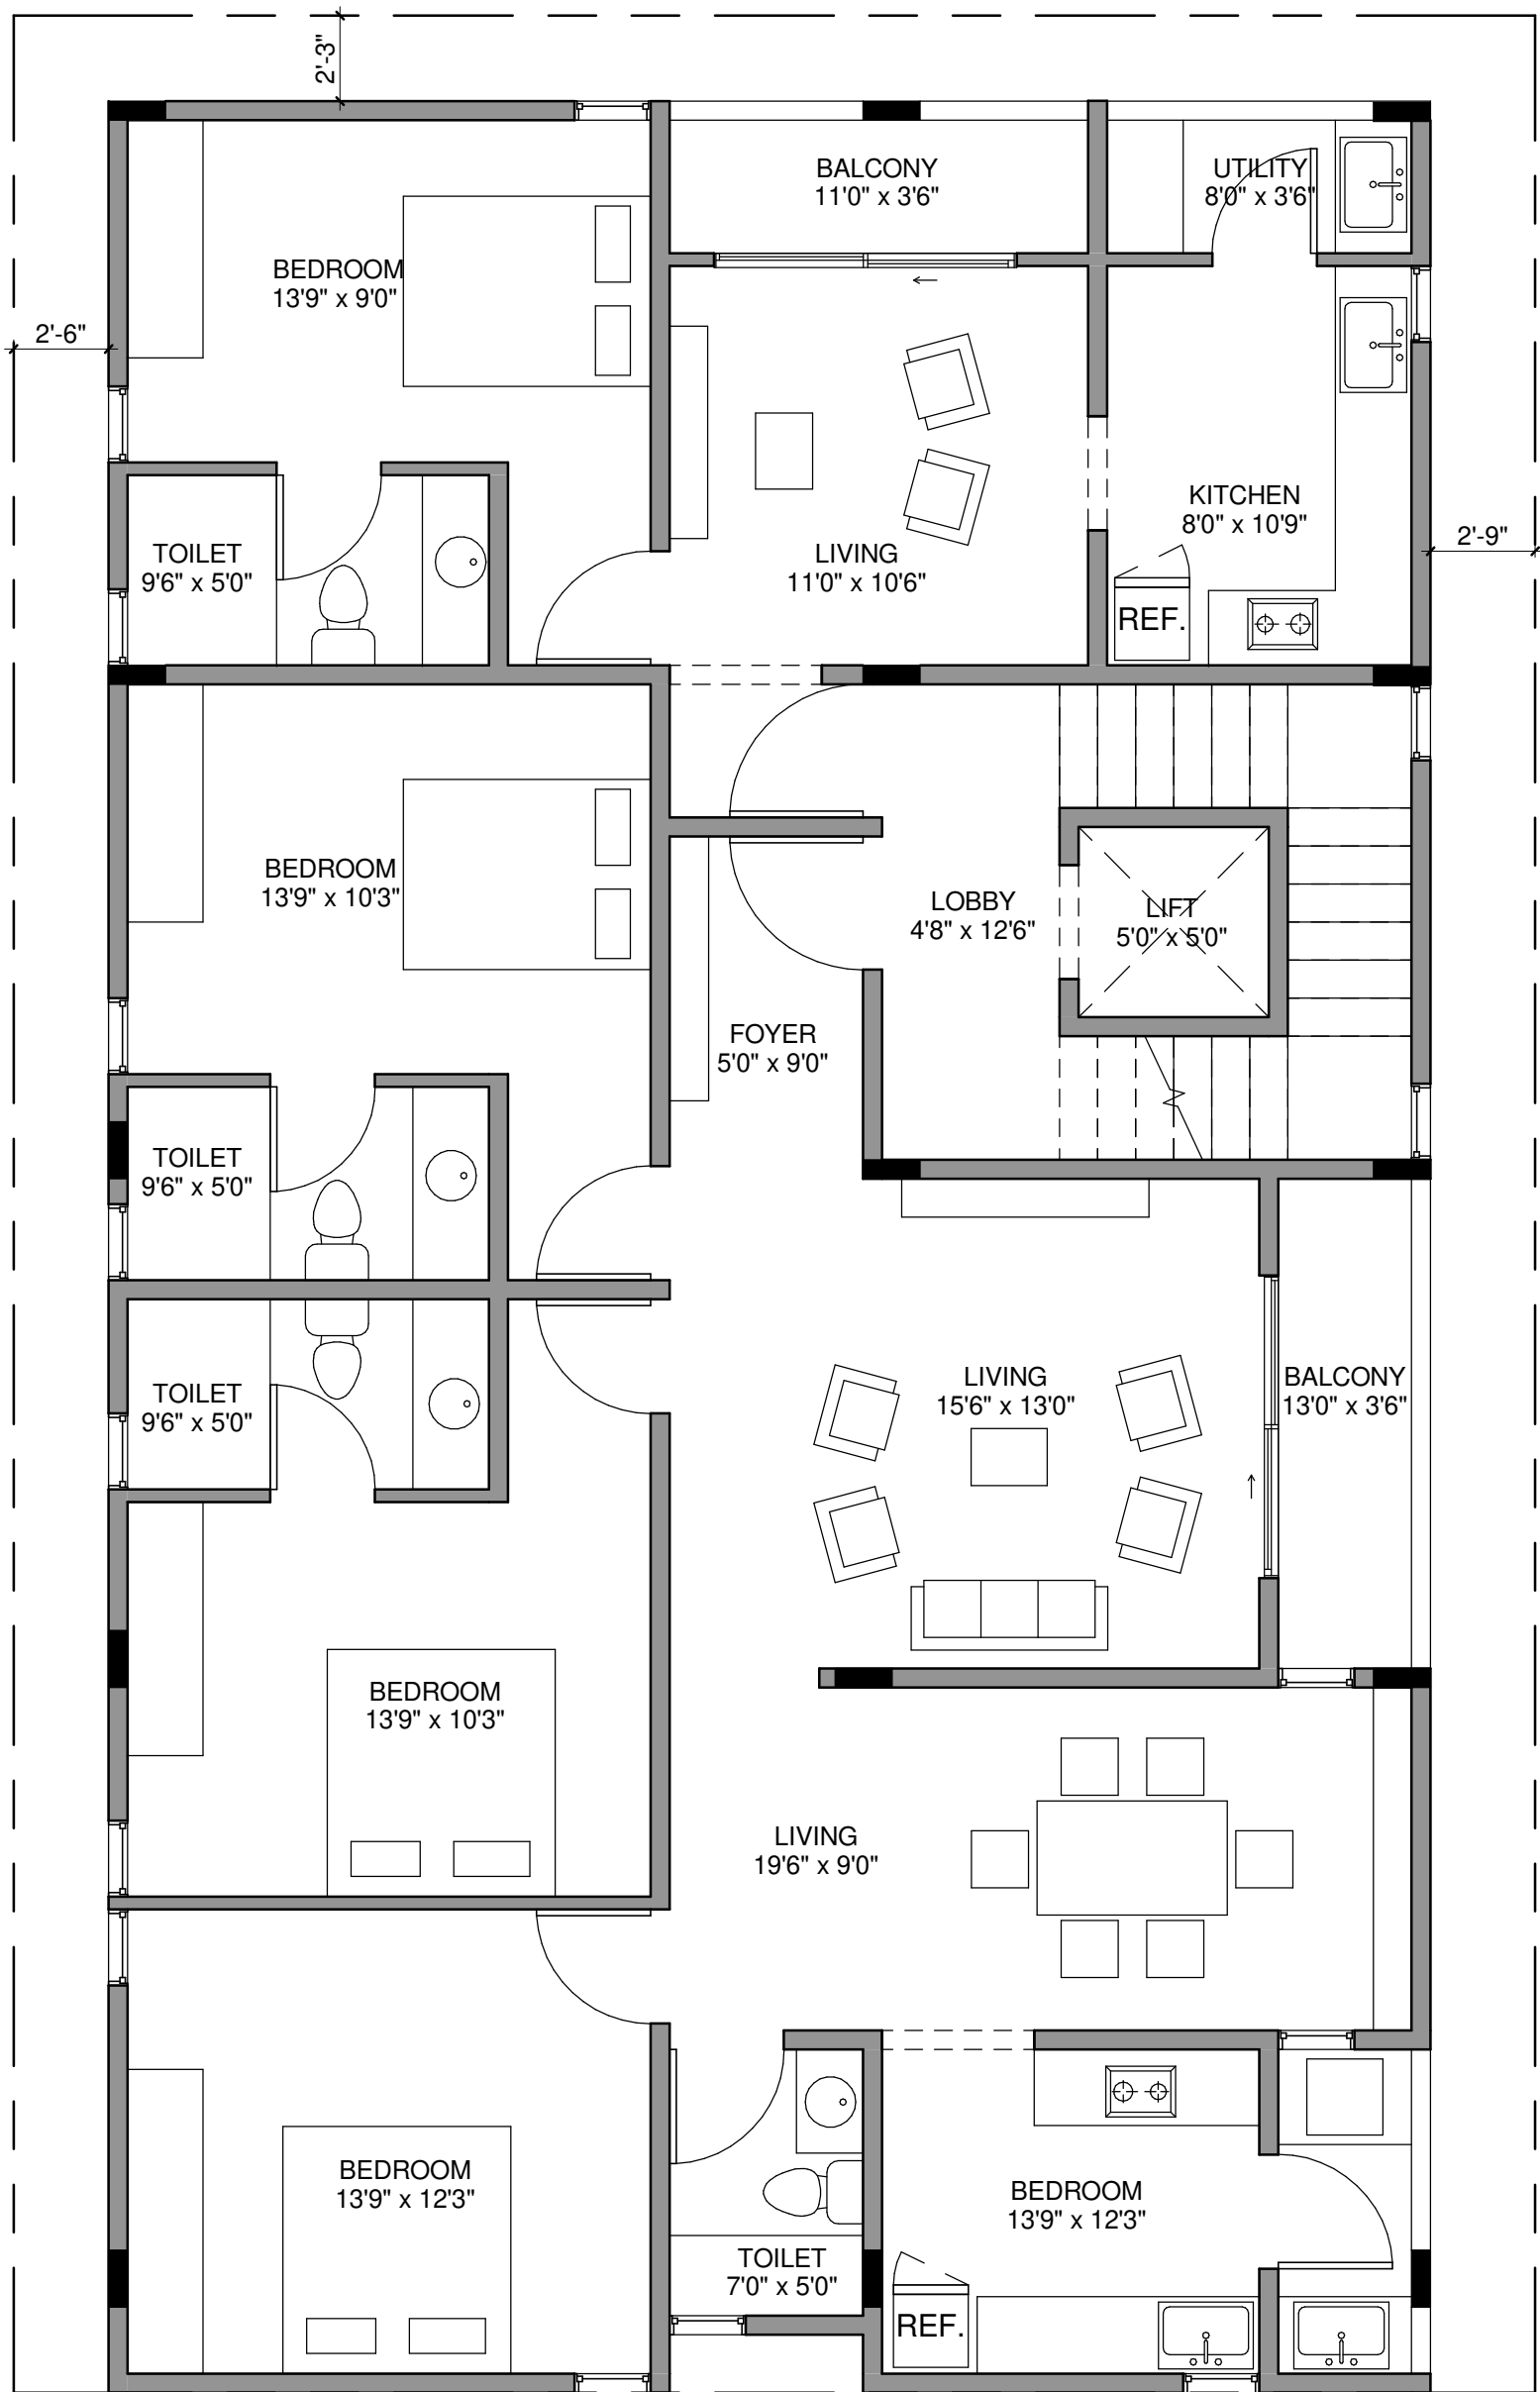 2'-3"
BALCONY
11'0" x 3'6"
UTILITY
8'0" x 3'6"
BEDROOM
13'9" x 9'0"
2'-6"
KITCHEN
8'0" x 10'9"
2'-9"
TOILET
9'6" x 5'0"
LIVING
11'0" x 10'6"
REF.
BEDROOM
13'9" x 10'3"
LOBBY
4'8" x 12'6"
LIFT
5'0" x 5'0"
FOYER
5'0" x 9'0"
TOILET
9'6" x 5'0"
TOILET
9'6" x 5'0"
LIVING
15'6" x 13'0"
BALCONY
13'0" x 3'6"
BEDROOM
13'9" x 10'3"
LIVING
19'6" x 9'0"
BEDROOM
13'9" x 12'3"
BEDROOM
13'9" x 12'3"
TOILET
7'0" x 5'0"
REF.